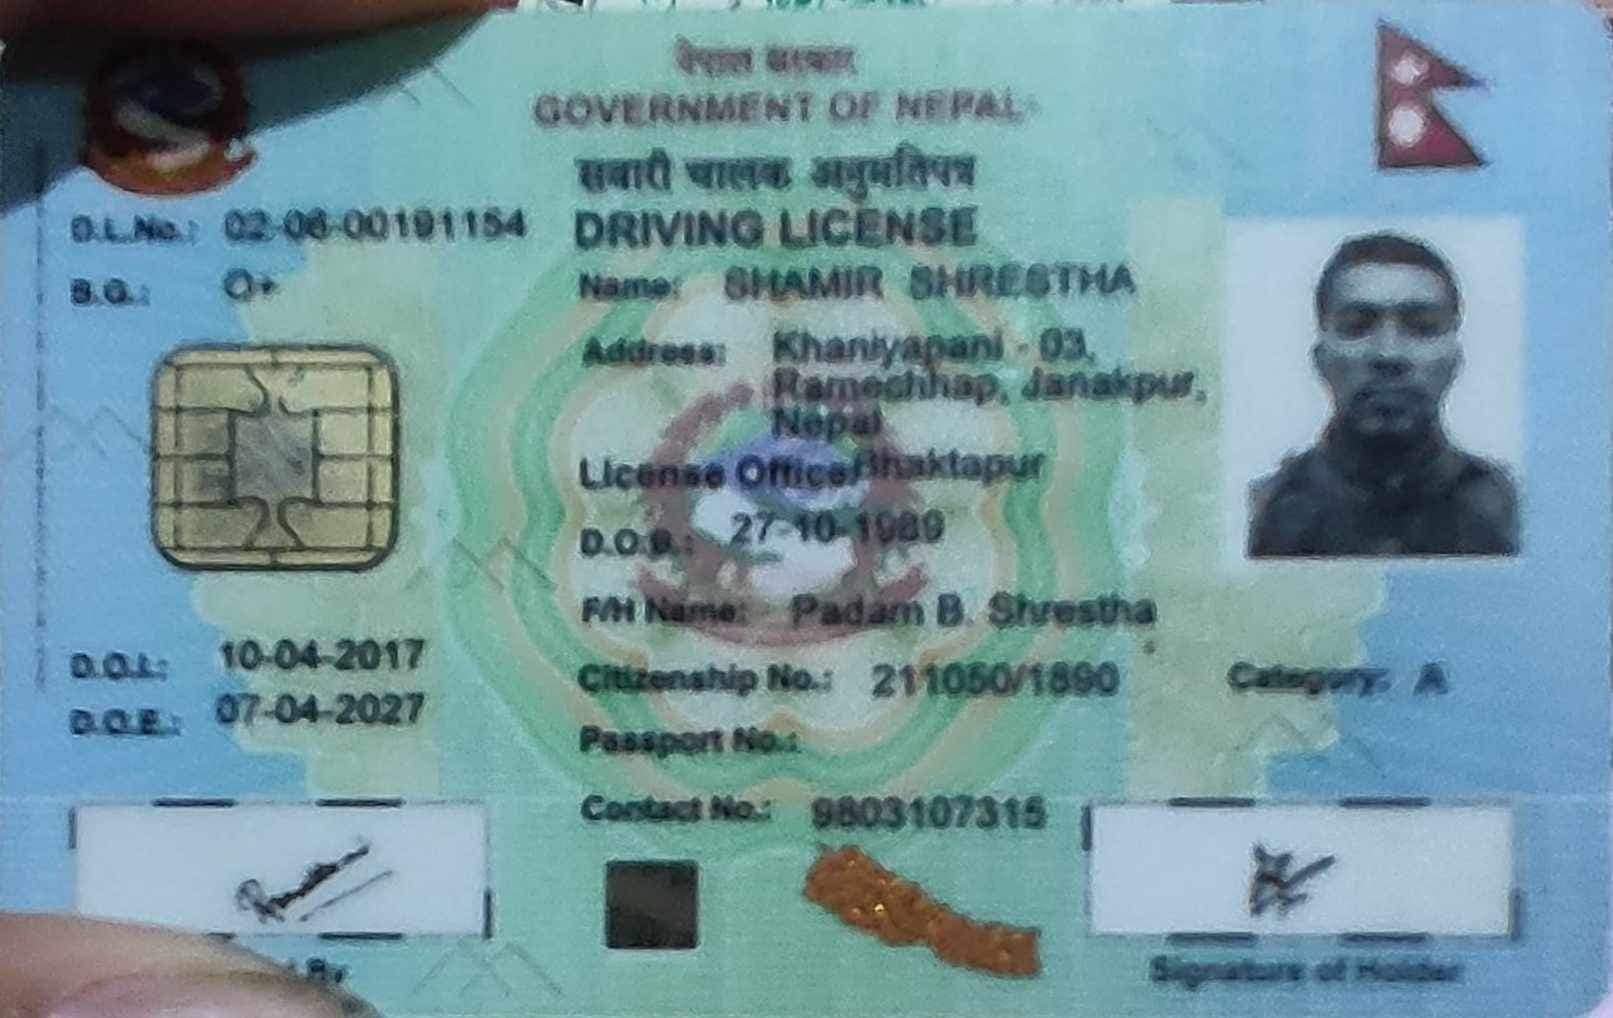 नेपाल सरकार
GOVERNMENT OF NEPAL
सवारी चालक अनुमतिपत्र
D.L.No.: 02-06-00191154 DRIVING LICENSE
B.G.: O+ Name: SHAMIR SHRESTHA
Address: Khaniyapani - 03,
Ramechhap, Janakpur,
Nepal
License Office: Bhaktapur
D.O.B.: 27-10-1989
F/H Name: Padam B. Shrestha
D.O.I.: 10-04-2017 Citizenship No.: 211050/1890 Category: A
D.O.E.: 07-04-2027 Passport No.:
Contact No.: 9803107315
By
Signature of Holder